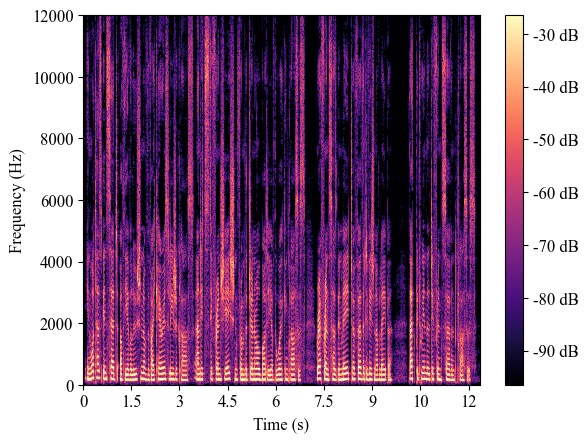 12000
10000
8000
6000
4000
2000
0
Frequency (Hz)
0 1.5 3 4.5 6 7.5 9 10 12
Time (s)
-30 dB
-40 dB
-50 dB
-60 dB
-70 dB
-80 dB
-90 dB